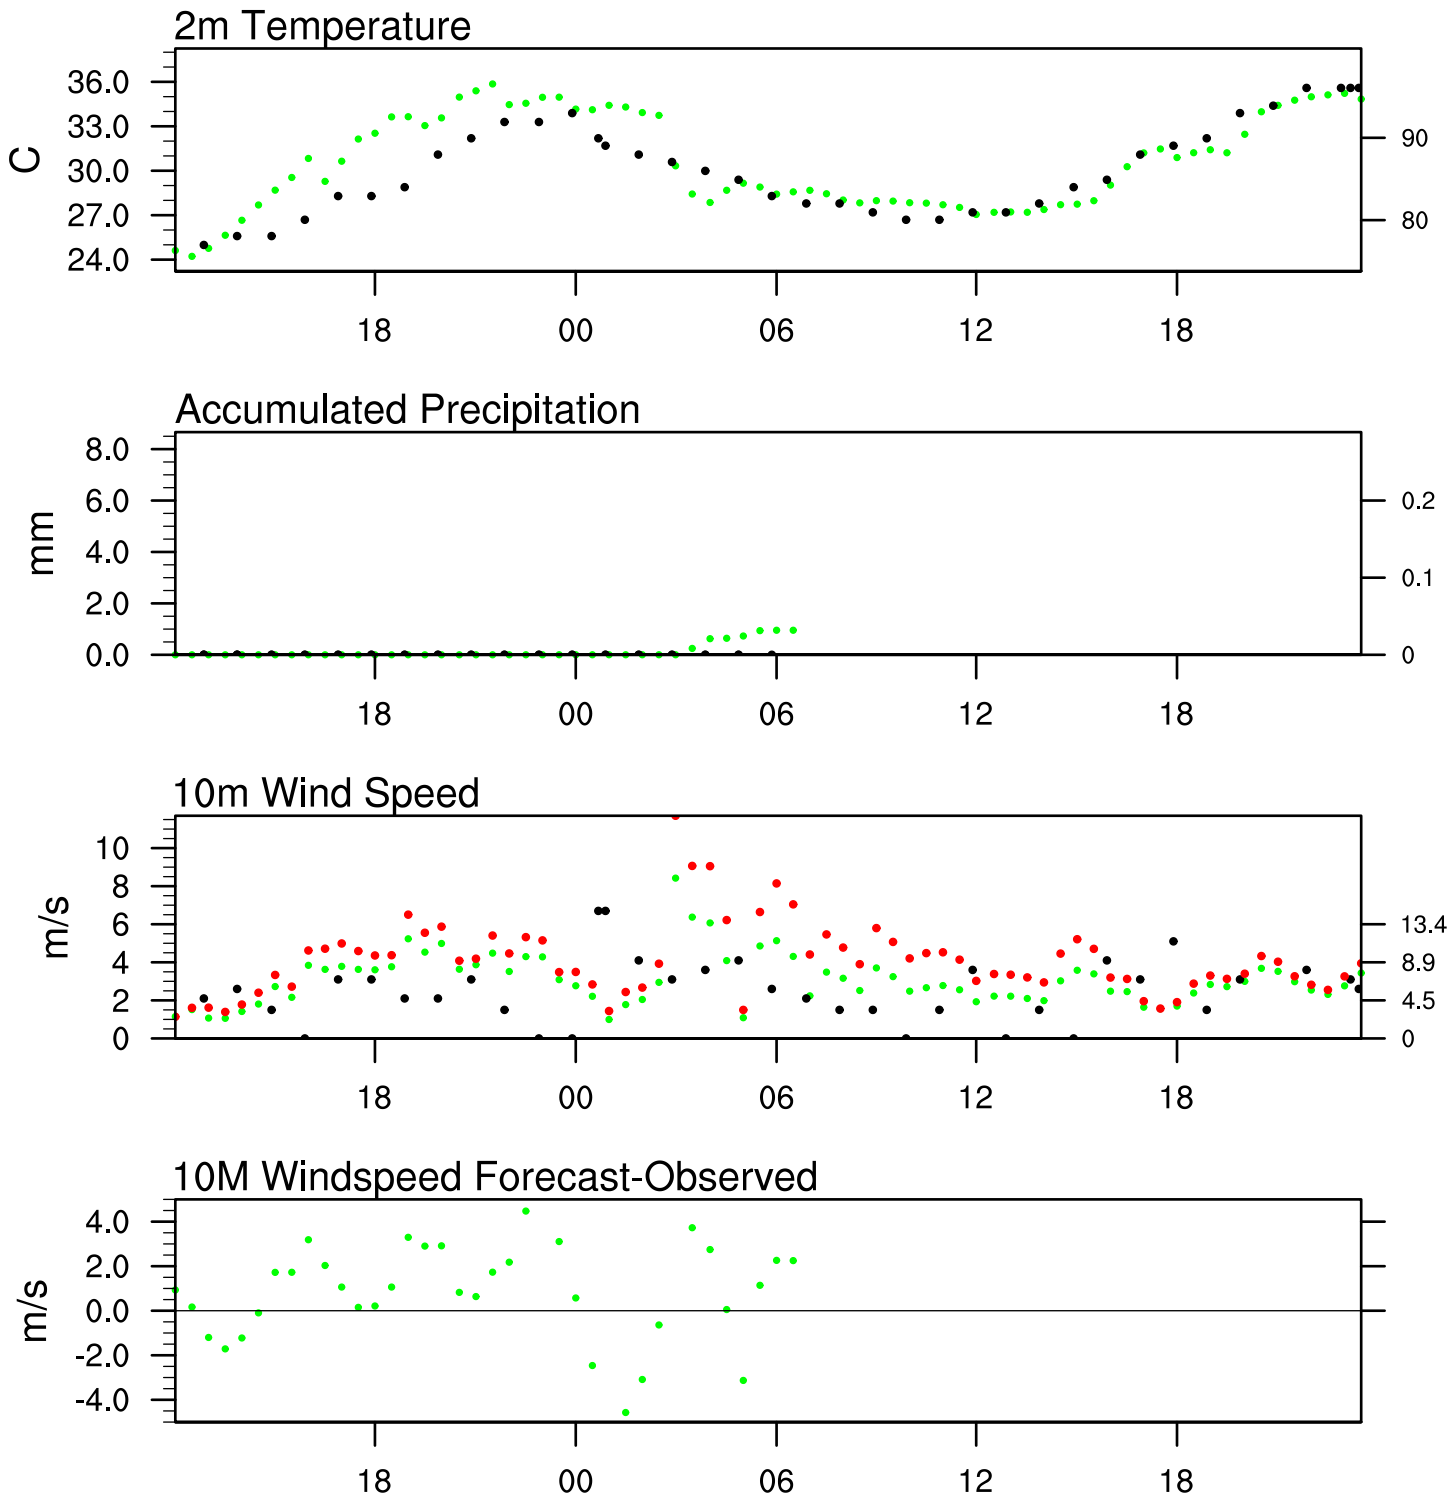 2m Temperature
C
36.0
33.0
30.0
27.0
24.0
90
80
18 00 06 12 18
Accumulated Precipitation
mm
8.0
6.0
4.0
2.0
0.0
0.2
0.1
0
18 00 06 12 18
10m Wind Speed
m/s
10
8
6
4
2
0
13.4
8.9
4.5
0
18 00 06 12 18
10M Windspeed Forecast-Observed
m/s
4.0
2.0
0.0
-2.0
-4.0
18 00 06 12 18